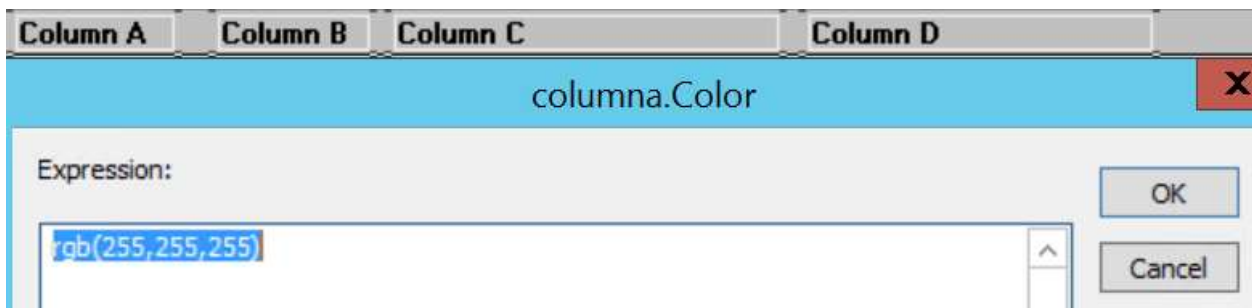 Column A Column B Column C Column D
columna.Color X
Expression:
OK
rgb(255,255,255)
Cancel